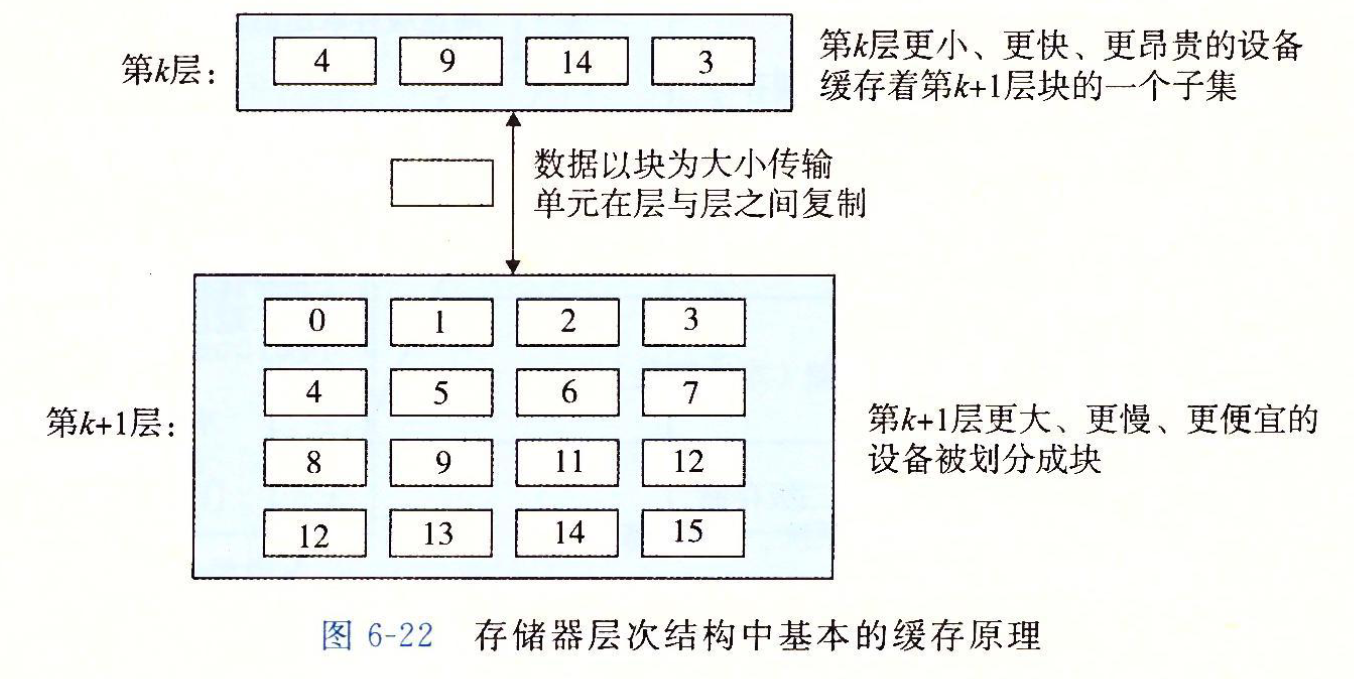 第k层：
4 9 14 3
第k层更小、更快、更昂贵的设备
缓存着第k+1层块的一个子集
数据以块为大小传输
单元在层与层之间复制
第k+1层：
0 1 2 3
4 5 6 7
8 9 11 12
12 13 14 15
第k+1层更大、更慢、更便宜的
设备被划分成块
图 6-22 存储器层次结构中基本的缓存原理